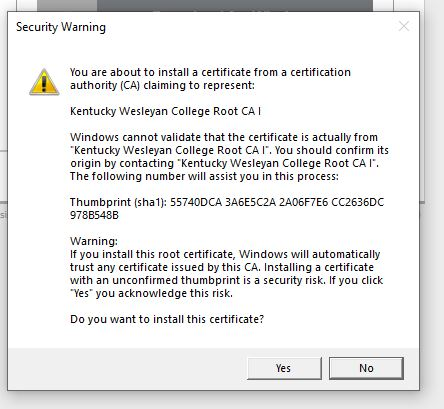 Security Warning
You are about to install a certificate from a certification
authority (CA) claiming to represent:
Kentucky Wesleyan College Root CA I
Windows cannot validate that the certificate is actually from
"Kentucky Wesleyan College Root CA I". You should confirm its
origin by contacting "Kentucky Wesleyan College Root CA I".
The following number will assist you in this process:
Thumbprint (sha1): 55740DCA 3A6E5C2A 2A06F7E6 CC2636DC
978B548B
Warning:
If you install this root certificate, Windows will automatically
trust any certificate issued by this CA. Installing a certificate
with an unconfirmed thumbprint is a security risk. If you click
"Yes" you acknowledge this risk.
Do you want to install this certificate?
Yes
No